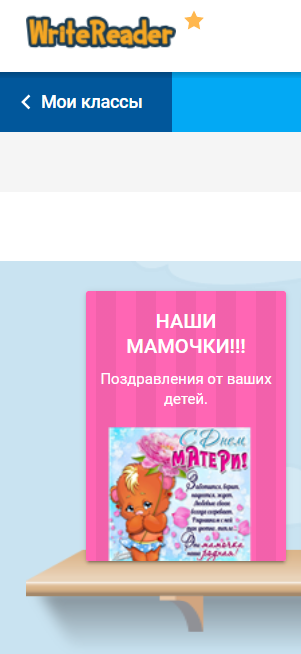 WriteReader
Мои классы
НАШИ
МАМОЧКИ!!!
Поздравления от ваших
детей.
С Днем
МАТЕРИ!